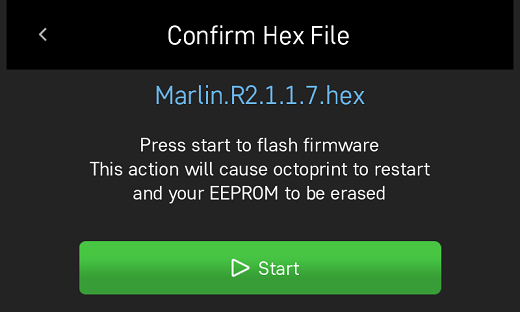 Confirm Hex File
Marlin.R2.1.1.7.hex
Press start to flash firmware
This action will cause octoprint to restart
and your EEPROM to be erased
Start